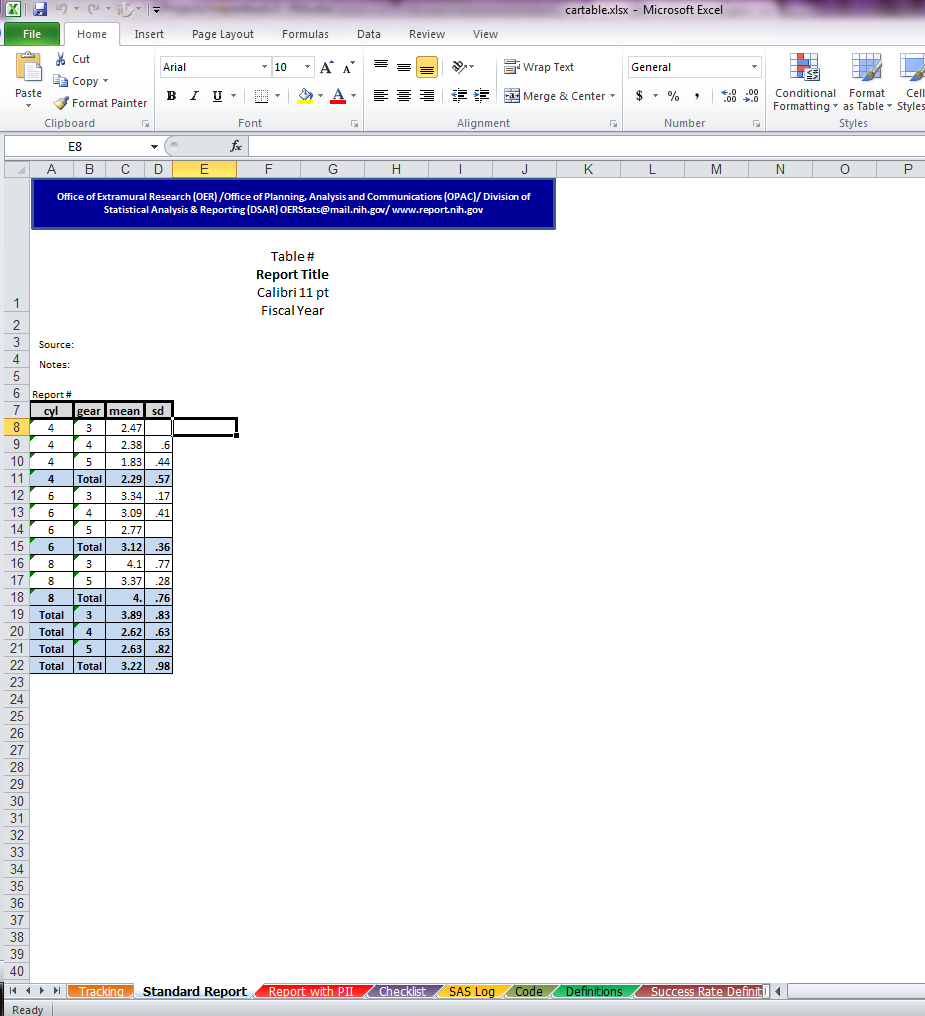 cartable.xlsx - Microsoft Excel
File Home Insert Page Layout Formulas Data Review View
Paste
Cut
Copy
Format Painter
Clipboard
Arial 10
B I U
Font
Wrap Text
Merge & Center
Alignment
General
$ % ,
Number
Conditional Formatting
Format as Table
Cell Styles
Styles
E8 fx
A B C D E F G H I J K L M N O P
Office of Extramural Research (OER) /Office of Planning, Analysis and Communications (OPAC)/ Division of
Statistical Analysis & Reporting (DSAR) OERStats@mail.nih.gov/ www.report.nih.gov
Table #
Report Title
Calibri 11 pt
1
Fiscal Year
2
3 Source:
4 Notes:
5
6 Report #
7 cyl gear mean sd
8 4 3 2.47
9 4 4 2.38 .6
10 4 5 1.83 .44
11 4 Total 2.29 .57
12 6 3 3.34 .17
13 6 4 3.09 .41
14 6 5 2.77
15 6 Total 3.12 .36
16 8 3 4.1 .77
17 8 5 3.37 .28
18 8 Total 4. .76
19 Total 3 3.89 .83
20 Total 4 2.62 .63
21 Total 5 2.63 .82
22 Total Total 3.22 .98
23
24
25
26
27
28
29
30
31
32
33
34
35
36
37
38
39
40
Tracking Standard Report Report with PII Checklist SAS Log Code Definitions Success Rate Definit
Ready